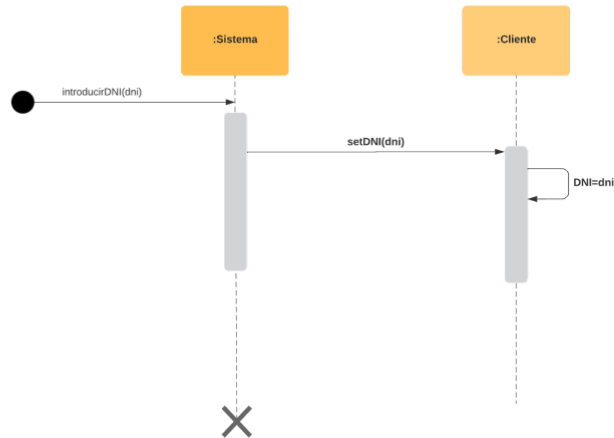 :Sistema
:Cliente
introducirDNI(dni)
setDNI(dni)
DNI=dni